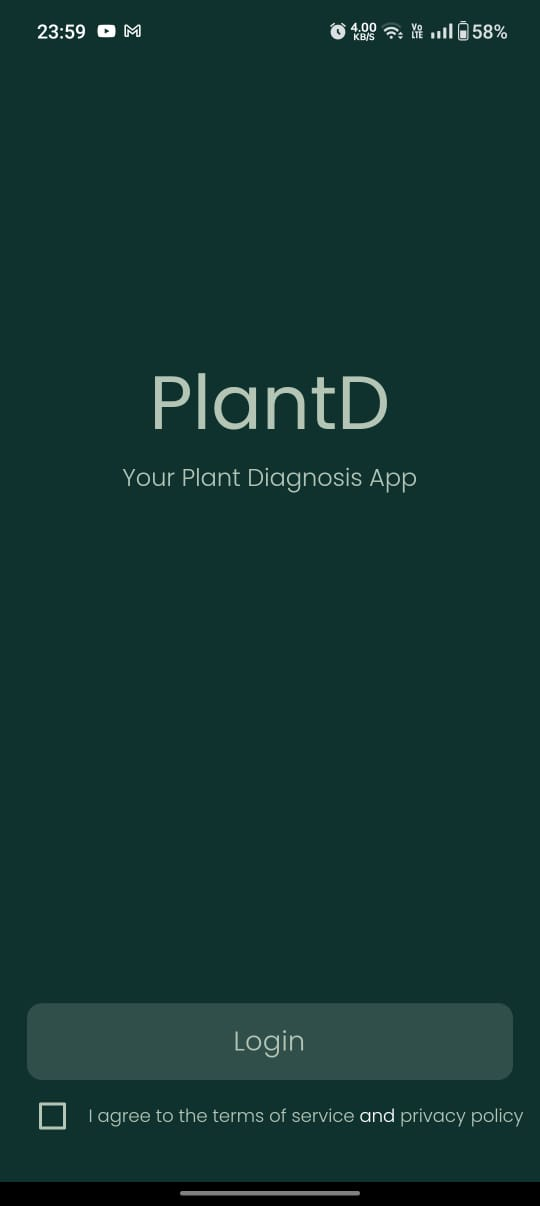 23:59 4.00 KB/S Vo LTE 58%
PlantD
Your Plant Diagnosis App
Login
I agree to the terms of service and privacy policy